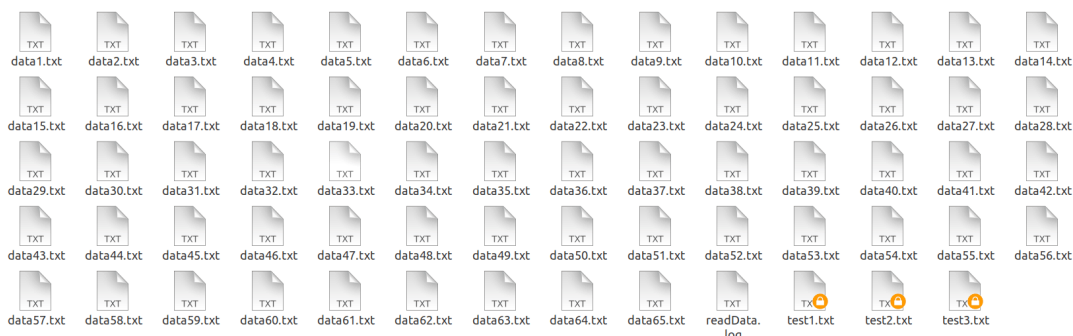 TXT TXT TXT TXT TXT TXT TXT TXT TXT TXT TXT TXT TXT TXT
data1.txt data2.txt data3.txt data4.txt data5.txt data6.txt data7.txt data8.txt data9.txt data10.txt data11.txt data12.txt data13.txt data14.txt
TXT TXT TXT TXT TXT TXT TXT TXT TXT TXT TXT TXT TXT TXT
data15.txt data16.txt data17.txt data18.txt data19.txt data20.txt data21.txt data22.txt data23.txt data24.txt data25.txt data26.txt data27.txt data28.txt
TXT TXT TXT TXT TXT TXT TXT TXT TXT TXT TXT TXT TXT TXT
data29.txt data30.txt data31.txt data32.txt data33.txt data34.txt data35.txt data36.txt data37.txt data38.txt data39.txt data40.txt data41.txt data42.txt
TXT TXT TXT TXT TXT TXT TXT TXT TXT TXT TXT TXT TXT TXT
data43.txt data44.txt data45.txt data46.txt data47.txt data48.txt data49.txt data50.txt data51.txt data52.txt data53.txt data54.txt data55.txt data56.txt
TXT TXT TXT TXT TXT TXT TXT TXT TXT TXT TXT TXT TXT
data57.txt data58.txt data59.txt data60.txt data61.txt data62.txt data63.txt data64.txt data65.txt readData. test1.txt test2.txt test3.txt
log